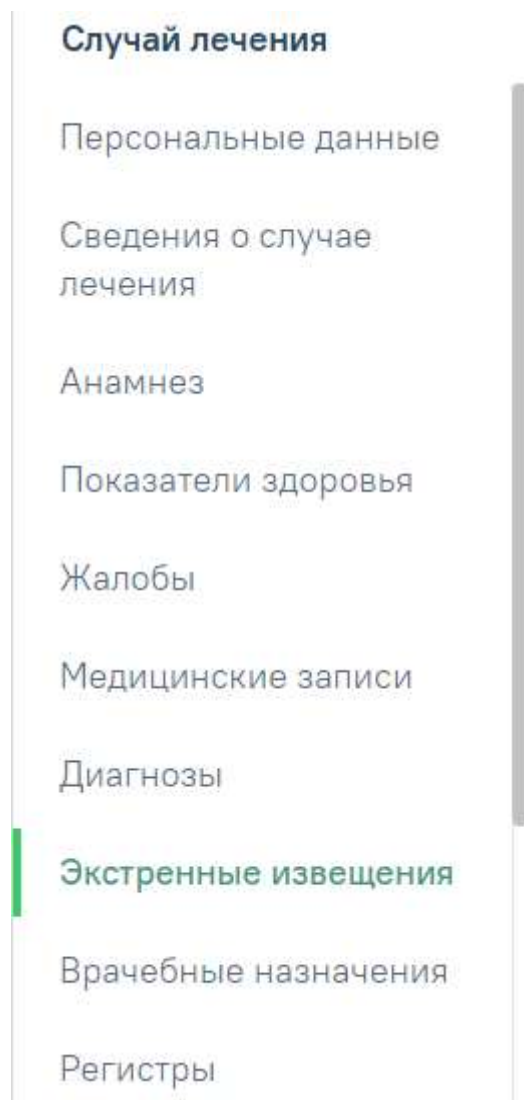 Случай лечения
Персональные данные
Сведения о случае
лечения
Анамнез
Показатели здоровья
Жалобы
Медицинские записи
Диагнозы
Экстренные извещения
Врачебные назначения
Регистры